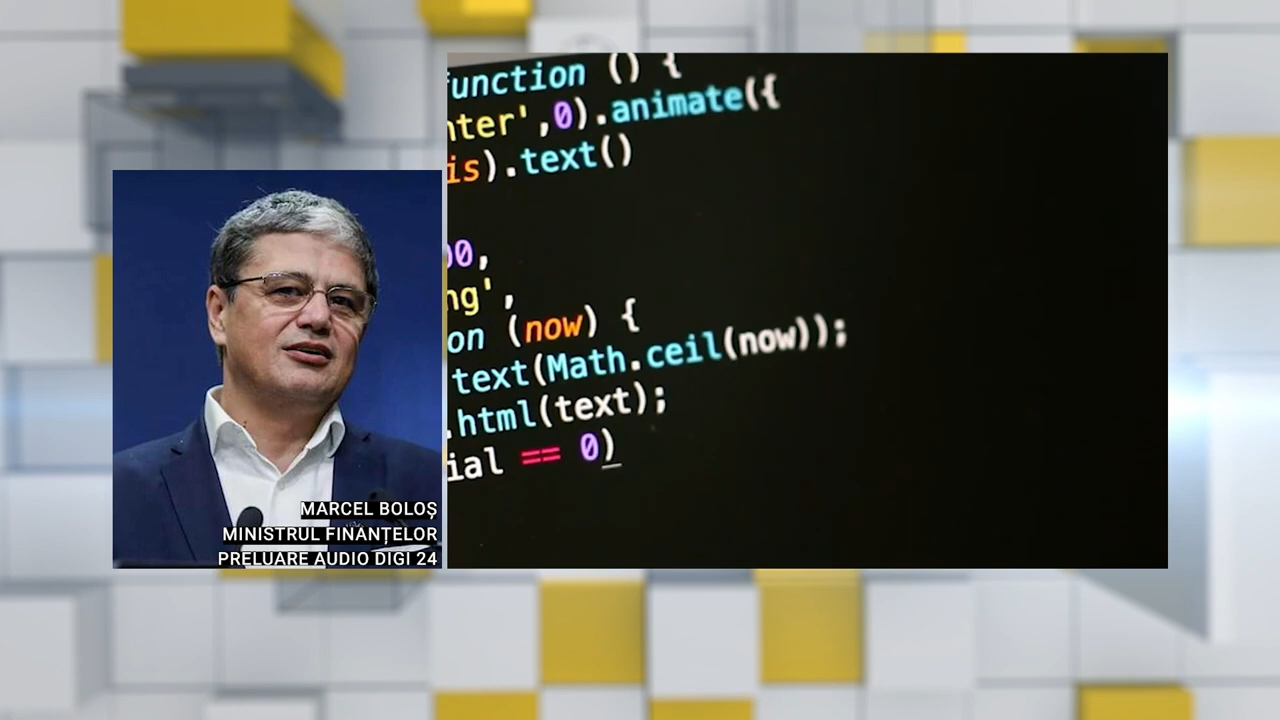 function () {
nter',0).animate({
is).text()
00,
ng',
on (now) {
text(Math.ceil(now));
.html(text);
ial == 0)_
MARCEL BOLOȘ
MINISTRUL FINANȚELOR
PRELUARE AUDIO DIGI 24